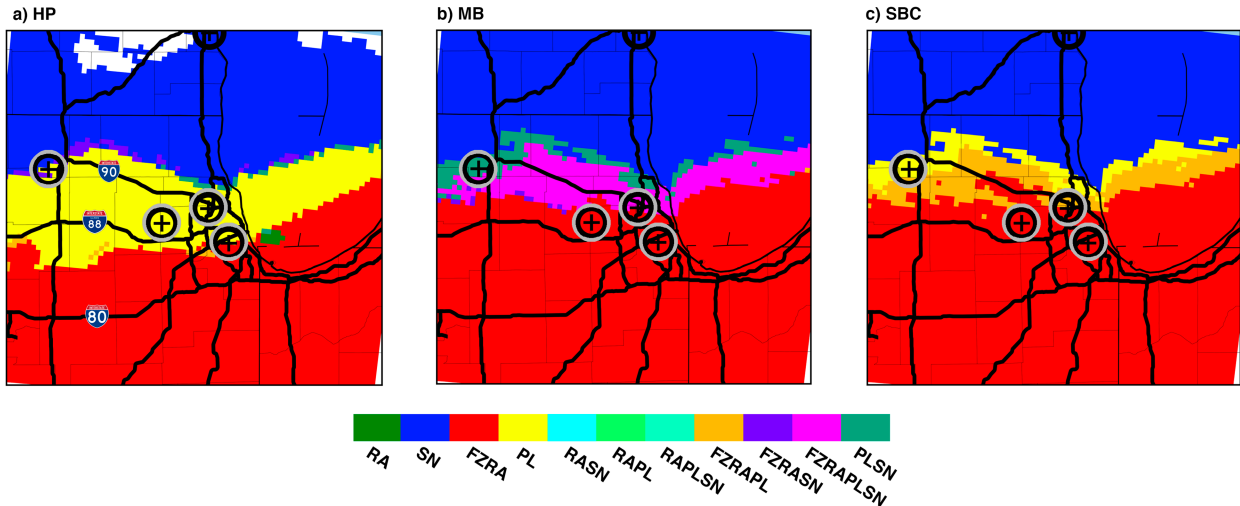 a) HP
b) MB
c) SBC
90
88
80
RA
SN
FZRA
PL
RASN
RAPL
RAPLSN
FZRAPL
FZRASN
FZRAPLSN
PLSN